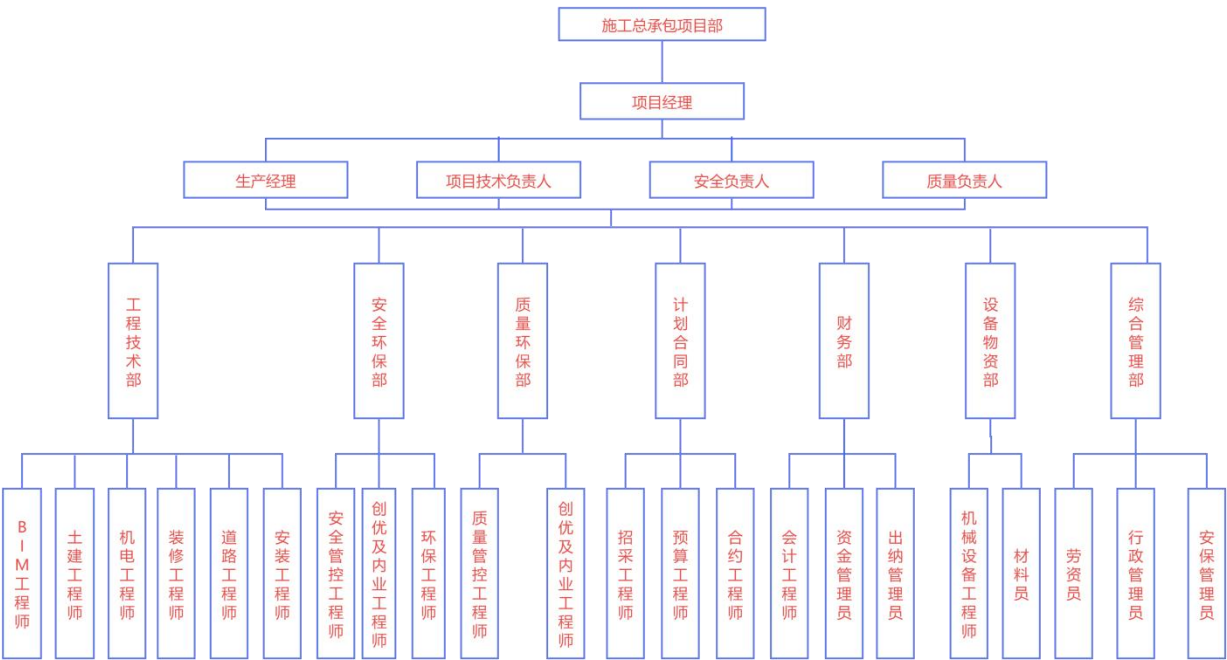 施工总承包项目部
项目经理
生产经理
项目技术负责人
安全负责人
质量负责人
工程技术部
安全环保部
质量环保部
计划合同部
财务部
设备物资部
综合管理部
BIM工程师
土建工程师
机电工程师
装修工程师
道路工程师
安装工程师
安全管控工程师
创优及内业工程师
环保工程师
质量管控工程师
创优及内业工程师
招采工程师
预算工程师
合约工程师
会计工程师
资金管理员
出纳管理员
机械设备工程师
材料员
劳资员
行政管理员
安保管理员